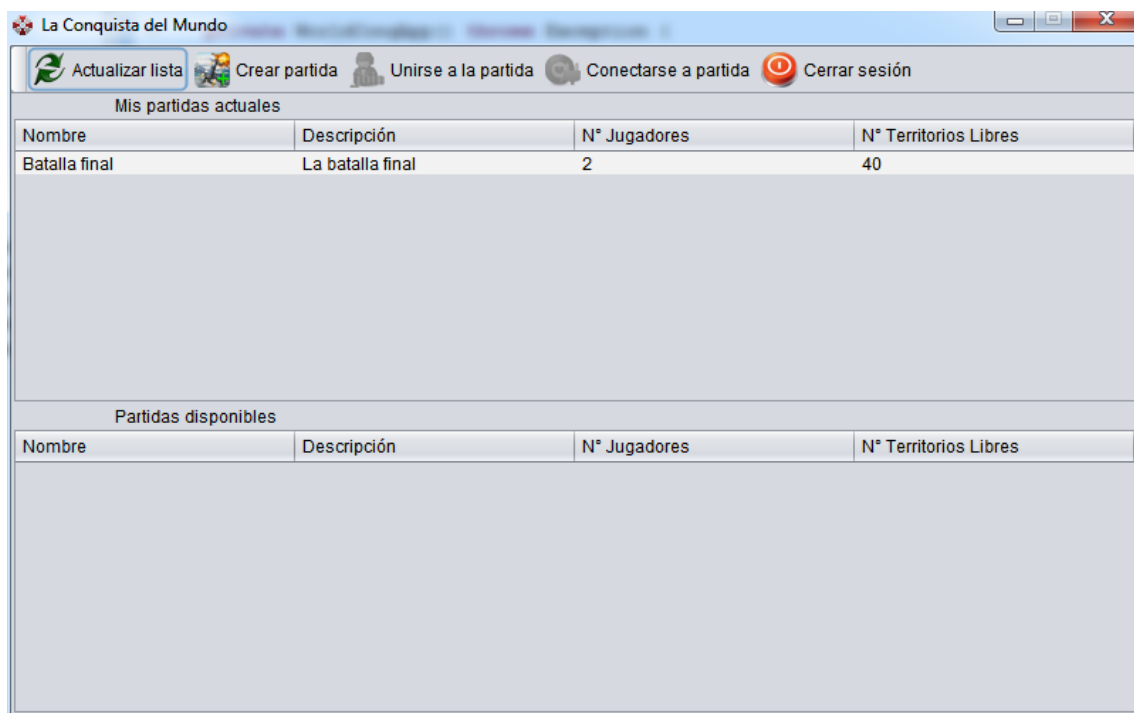 La Conquista del Mundo
Actualizar lista Crear partida Unirse a la partida Conectarse a partida Cerrar sesión
Mis partidas actuales
Nombre Descripción N° Jugadores N° Territorios Libres
Batalla final La batalla final 2 40
Partidas disponibles
Nombre Descripción N° Jugadores N° Territorios Libres